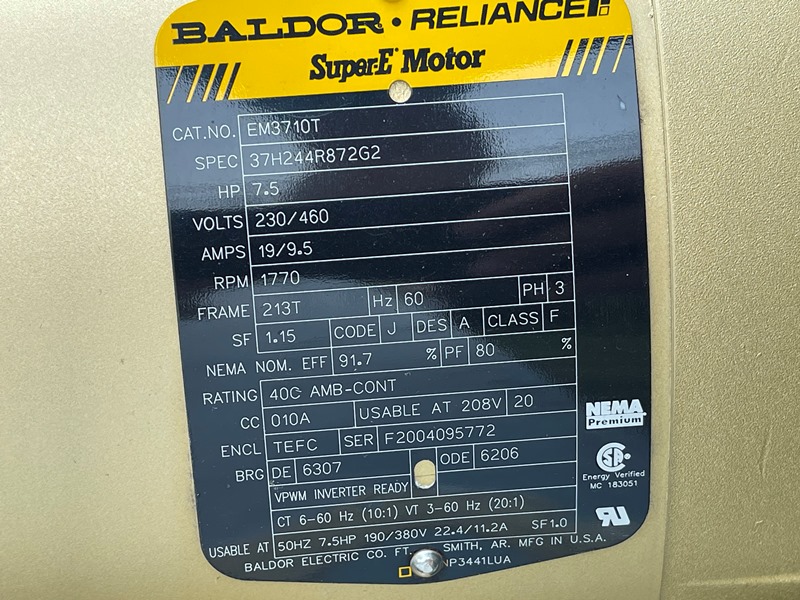 BALDOR • RELIANCE
Super-E® Motor
CAT.NO. EM3710T
SPEC 37H244R872G2
HP 7.5
VOLTS 230/460
AMPS 19/9.5
RPM 1770
FRAME 213T Hz 60 PH 3
SF 1.15 CODE J DES A CLASS F
NEMA NOM. EFF 91.7 % PF 80 %
RATING 40C AMB-CONT
CC 010A USABLE AT 208V 20
ENCL TEFC SER F2004095772
BRG DE 6307 ODE 6206
VPWM INVERTER READY
CT 6-60 Hz (10:1) VT 3-60 Hz (20:1)
USABLE AT 50HZ 7.5HP 190/380V 22.4/11.2A SF1.0
BALDOR ELECTRIC CO. FT. SMITH, AR. MFG. IN U.S.A.
NP3441LUA
NEMA
Premium
SA
Energy Verified
MC 183051